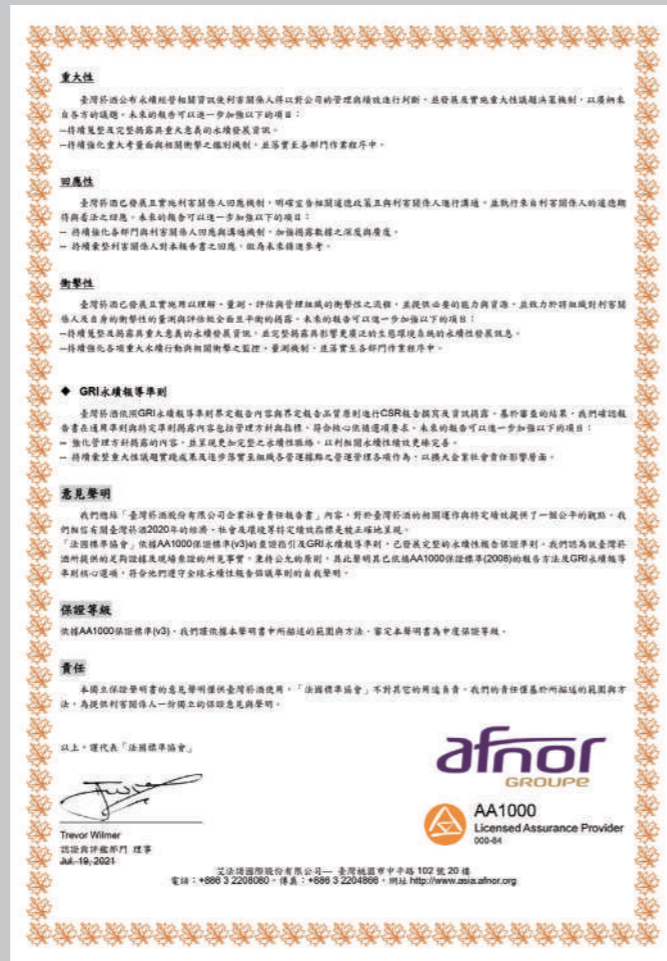 重大性
臺灣菸酒公布永續經營相關資訊使利害關係人得以對公司的管理與績效進行判斷，並發展及實施重大性議題決策機制，以廣納來
自各方的議題。未來的報告可以進一步加強以下的項目：
–持續蒐整及完整揭露具重大意義的永續發展資訊。
–持續強化重大考量面與相關衝擊之鑑別機制，並落實至各部門作業程序中。
回應性
臺灣菸酒已發展且實施利害關係人回應機制，明確宣告相關道德政策且與利害關係人進行溝通，並執行來自利害關係人的道德期
待與看法之回應。未來的報告可以進一步加強以下的項目：
– 持續強化各部門與利害關係人回應與溝通機制，加強揭露數據之深度與廣度。
– 持續彙整利害關係人對本報告書之回應，做為未來精進參考。
衝擊性
臺灣菸酒已發展且實施用以理解、量測、評估與管理組織的衝擊性之流程，並提供必要的能力與資源，並致力於將組織對利害關
係人及自身的衝擊性的量測與評估做全面且平衡的揭露。未來的報告可以進一步加強以下的項目：
–持續蒐整及揭露具重大意義的永續發展資訊，並完整揭露其影響更廣泛的生態環境系統的永續性發展訊息。
–持續強化各項重大永續行動與相關衝擊之監控、量測機制，並落實至各部門作業程序中。
◆ GRI永續報導準則
臺灣菸酒依照GRI永續報導準則界定報告內容與界定報告品質原則進行CSR報告撰寫及資訊揭露。基於審查的結果，我們確認報
告書在通用準則與特定準則揭露內容包括管理方針與指標，符合核心依循選項要求。未來的報告可以進一步加強以下的項目：
– 強化管理方針揭露的內容，並呈現更加完整之永續性脈絡，以利相關永續性績效更臻完善。
– 持續彙整重大性議題實踐成果及逐步落實至組織各營運據點之營運管理各項作為，以擴大企業社會責任影響層面。
意見聲明
我們總結「臺灣菸酒股份有限公司企業社會責任報告書」內容，對於臺灣菸酒的相關運作與特定績效提供了一個公平的觀點。我
們相信有關臺灣菸酒2020年的經濟、社會及環境等特定績效指標是被正確地呈現。
「法國標準協會」依據AA1000保證標準(v3)的查證指引及GRI永續報導準則，已發展完整的永續性報告保證準則。我們認為就臺灣菸
酒所提供的足夠證據及現場查證的所見事實，秉持公允的原則，為此聲明其已依循AA1000保證標準(2008)的報告方法及GRI永續報導
準則核心選項，符合他們遵守全球永續性報告倡議準則的自我聲明。
保證等級
依據AA1000保證標準(v3)，我們謹依據本聲明書中所描述的範圍與方法，審定本聲明書為中度保證等級。
責任
本獨立保證聲明書的意見聲明僅供臺灣菸酒使用，「法國標準協會」不對其它的用途負責。我們的責任僅基於所描述的範圍與方
法，為提供利害關係人一份獨立的保證意見與聲明。
以上，謹代表「法國標準協會」
afnor
GROUPE
AA1000
Licensed Assurance Provider
000-64
Trevor Wilmer
認證與評鑑部門 理事
Jul. 19, 2021
艾法諾國際股份有限公司— 臺灣桃園市中平路 102 號 20 樓
電話：+886 3 2208080，傳真：+886 3 2204866，網址 http://www.asia.afnor.org